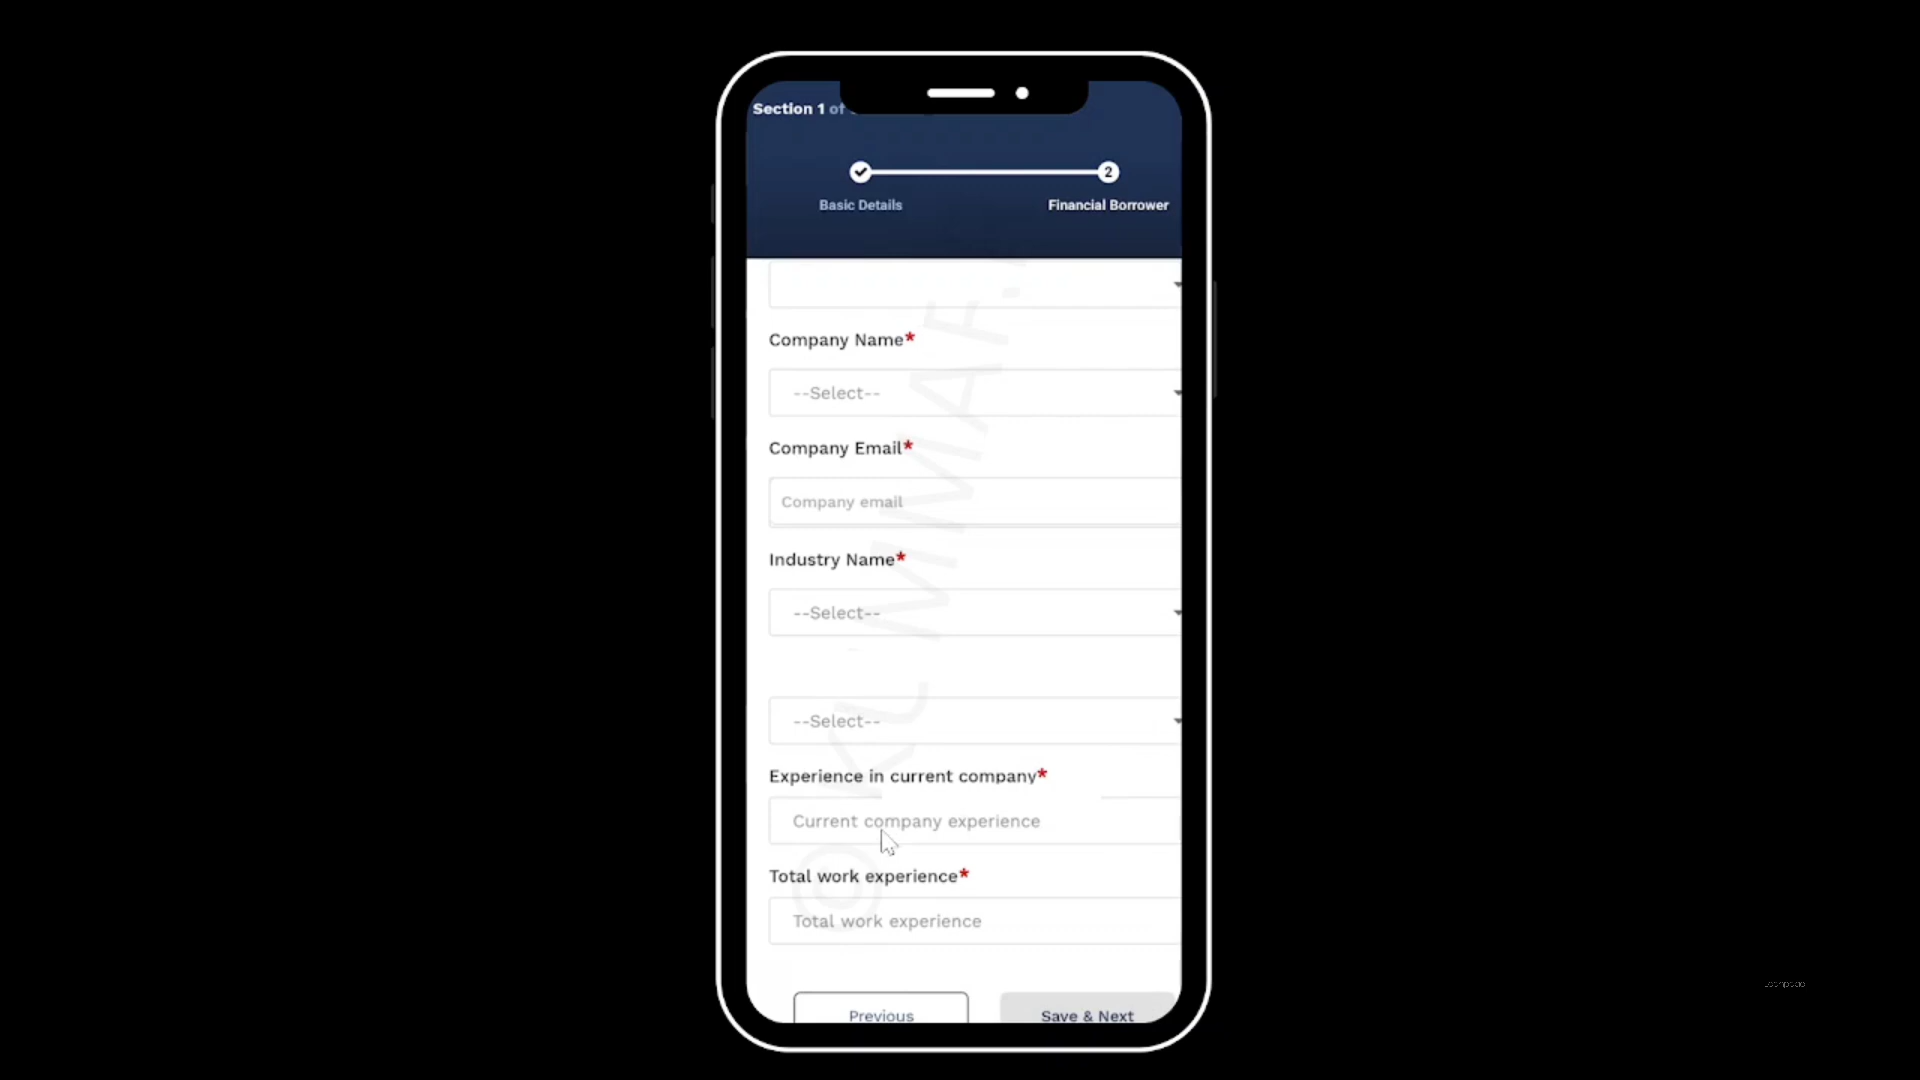 Section 1 of
2
Basic Details
Financial Borrower
Company Name*
--Select--
Company Email*
Company email
Industry Name*
--Select--
--Select--
Experience in current company*
Current company experience
Total work experience*
Total work experience
Previous
Save & Next